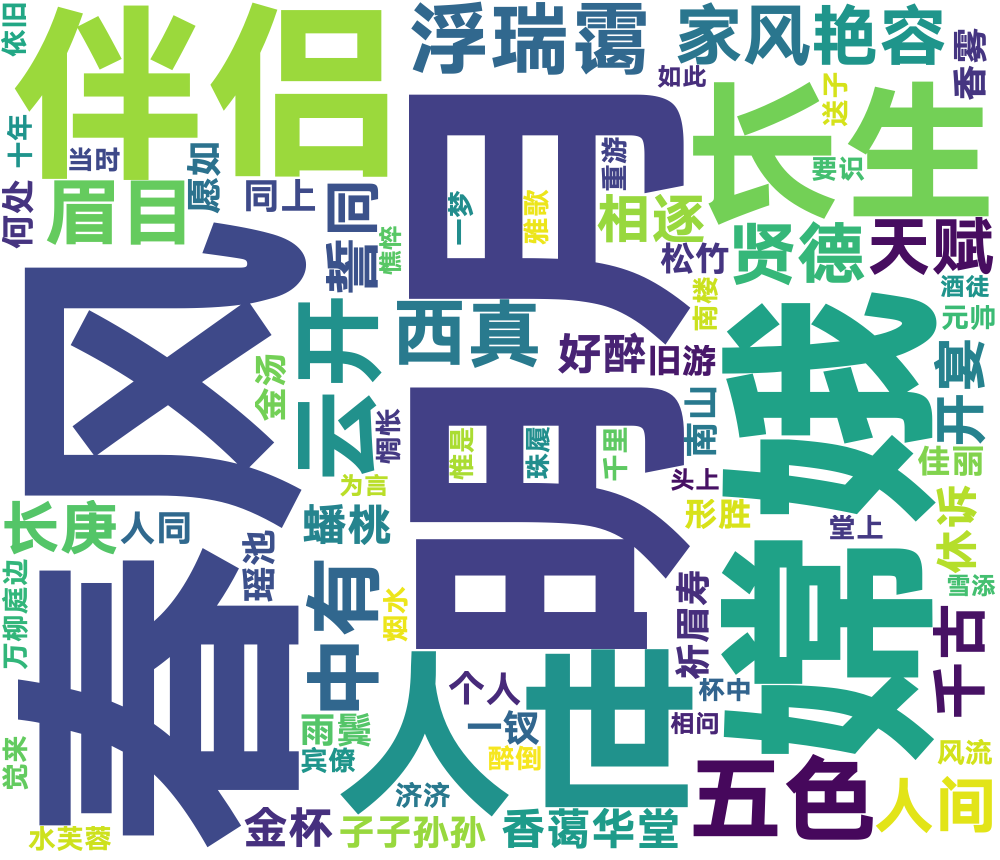 依旧
伴侣
浮瑞霭
家风
艳容
香雾
如此
送子
十年
当时
愿如
同上
誓同
憔悴
何处
眉目
一梦
雅歌
重游
相逐
长生
要识
松竹
贤德
天赋
明月
春风
云开
西真
好醉
旧游
南楼
嫦娥
酒徒
元帅
开宴
金汤
惆怅
惟是
珠履
千里
南山
头上
佳丽
为言
形胜
休诉
长庚
人同
蟠桃
瑶池
堂上
万柳庭边
中有
烟水
祈眉寿
雪添
千古
人世
个人
一钗
杯中
相问
雨鬓
宾僚
醉倒
五色
风流
觉来
济济
人间
水芙蓉
金杯
子子孙孙
香蔼华堂